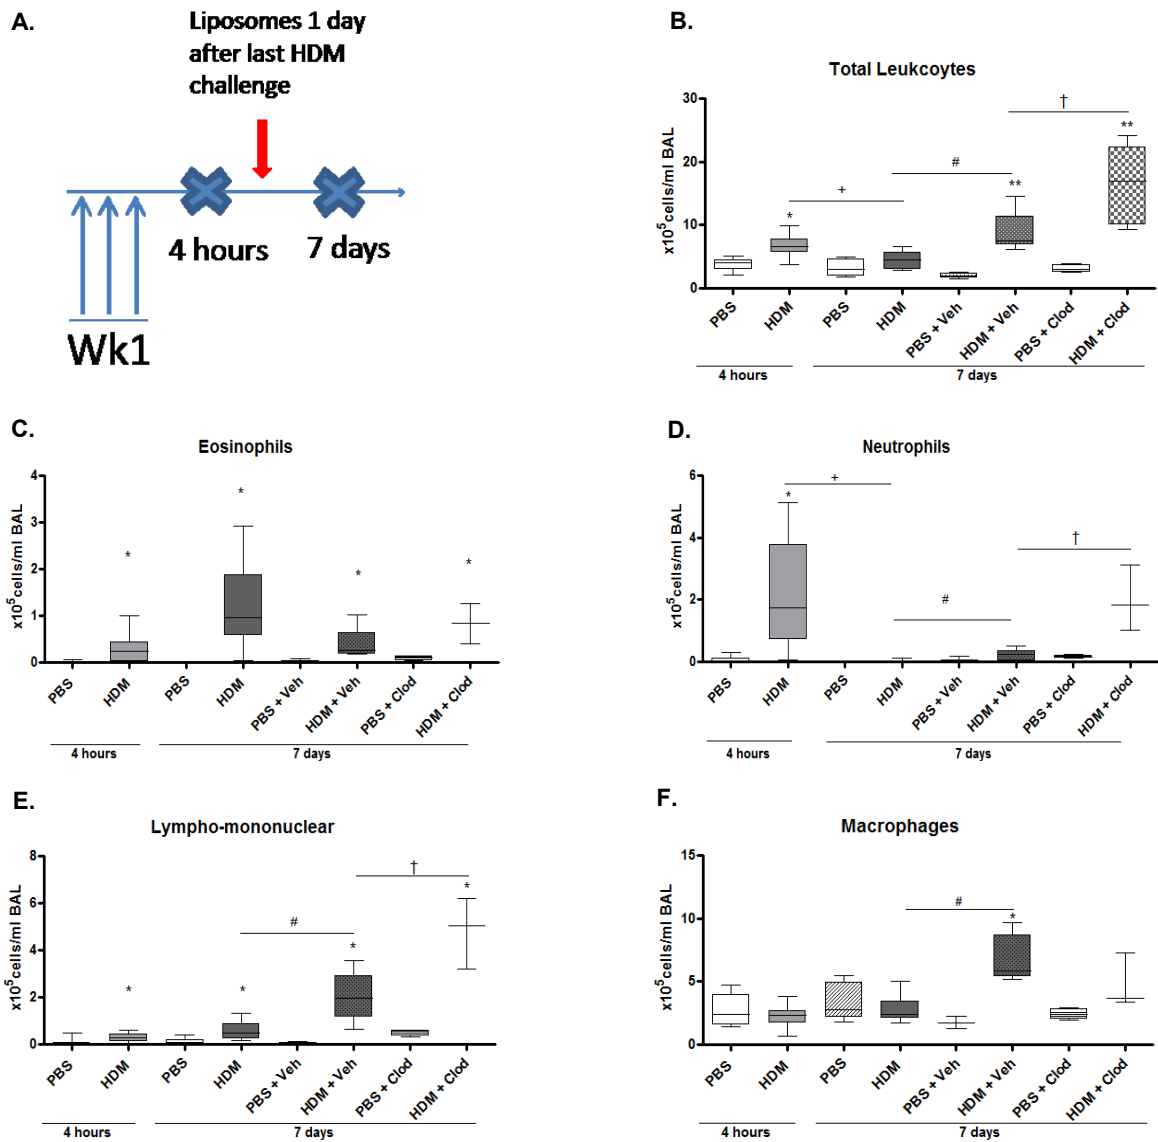 A.
Liposomes 1 day
after last HDM
challenge
4 hours
7 days
Wk1
B.
Total Leukcoytes
x10⁵cells/ml BAL
30
20
10
0
*
+
#
**
†
**
PBS
HDM
PBS
HDM
PBS + Veh
HDM + Veh
PBS + Clod
HDM + Clod
4 hours
7 days
C.
Eosinophils
x10⁵cells/ml BAL
4
3
2
1
0
*
*
*
*
PBS
HDM
PBS
HDM
PBS + Veh
HDM + Veh
PBS + Clod
HDM + Clod
4 hours
7 days
D.
Neutrophils
x10⁵cells/ml BAL
6
4
2
0
*
+
#
†
PBS
HDM
PBS
HDM
PBS + Veh
HDM + Veh
PBS + Clod
HDM + Clod
4 hours
7 days
E.
Lympho-mononuclear
x10⁵cells/ml BAL
8
6
4
2
0
*
*
#
*
†
*
PBS
HDM
PBS
HDM
PBS + Veh
HDM + Veh
PBS + Clod
HDM + Clod
4 hours
7 days
F.
Macrophages
x10⁵cells/ml BAL
15
10
5
0
#
*
PBS
HDM
PBS
HDM
PBS + Veh
HDM + Veh
PBS + Clod
HDM + Clod
4 hours
7 days